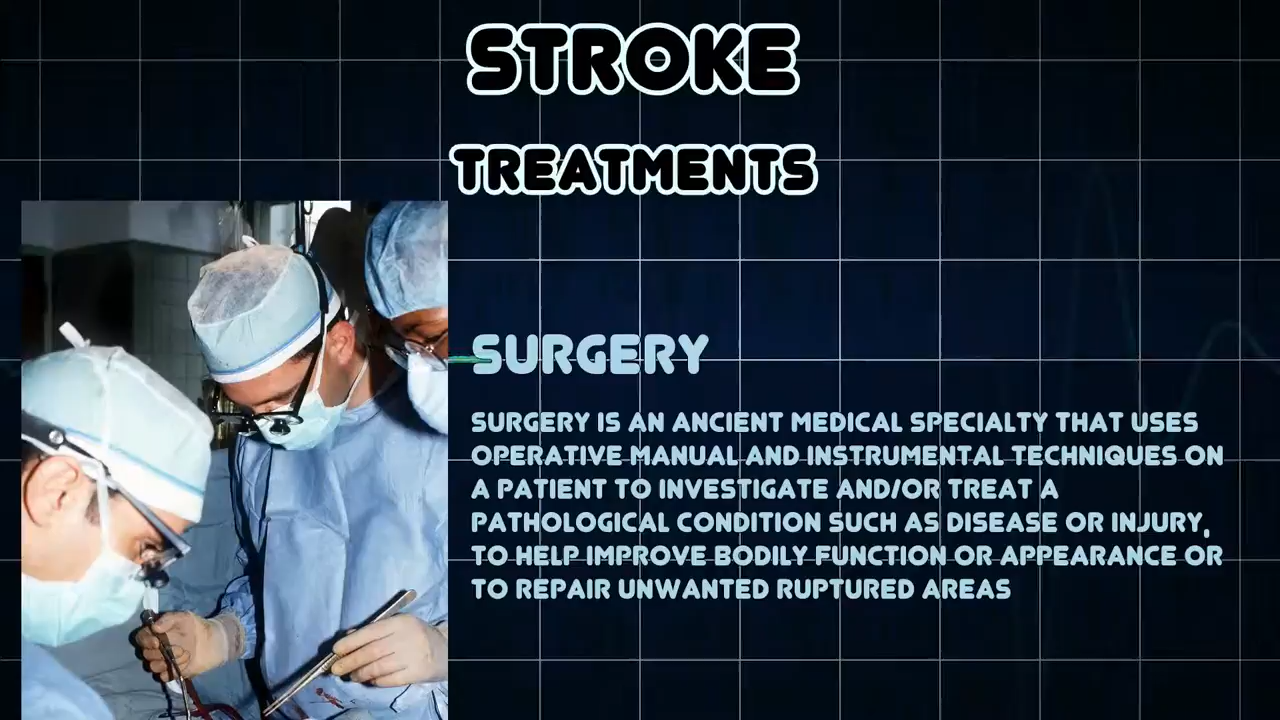 STROKE
TREATMENTS
SURGERY
SURGERY IS AN ANCIENT MEDICAL SPECIALTY THAT USES
OPERATIVE MANUAL AND INSTRUMENTAL TECHNIQUES ON
A PATIENT TO INVESTIGATE AND/OR TREAT A
PATHOLOGICAL CONDITION SUCH AS DISEASE OR INJURY,
TO HELP IMPROVE BODILY FUNCTION OR APPEARANCE OR
TO REPAIR UNWANTED RUPTURED AREAS